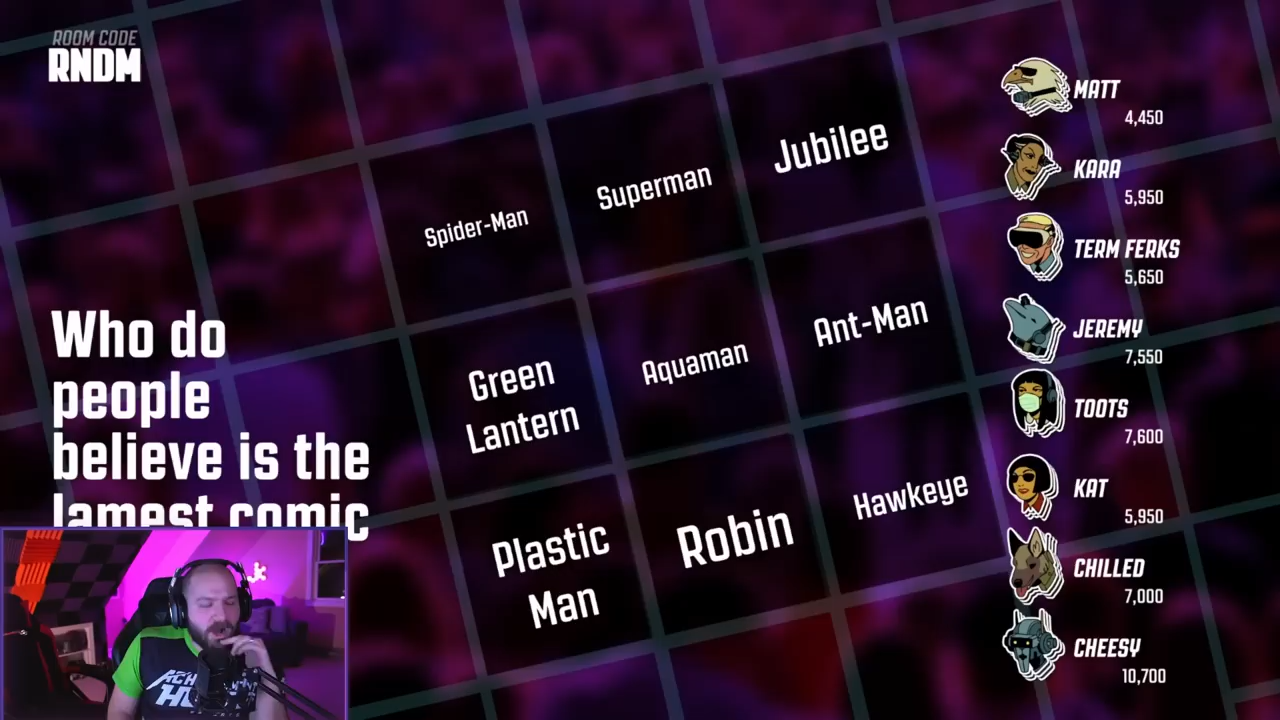 ROOM CODE
RNDM
Who do
people
believe is the
lamest comic
Spider-Man
Superman
Jubilee
Green
Lantern
Aquaman
Ant-Man
Plastic
Man
Robin
Hawkeye
MATT
4,450
KARA
5,950
TERM FERKS
5,650
JEREMY
7,550
TOOTS
7,600
KAT
5,950
CHILLED
7,000
CHEESY
10,700